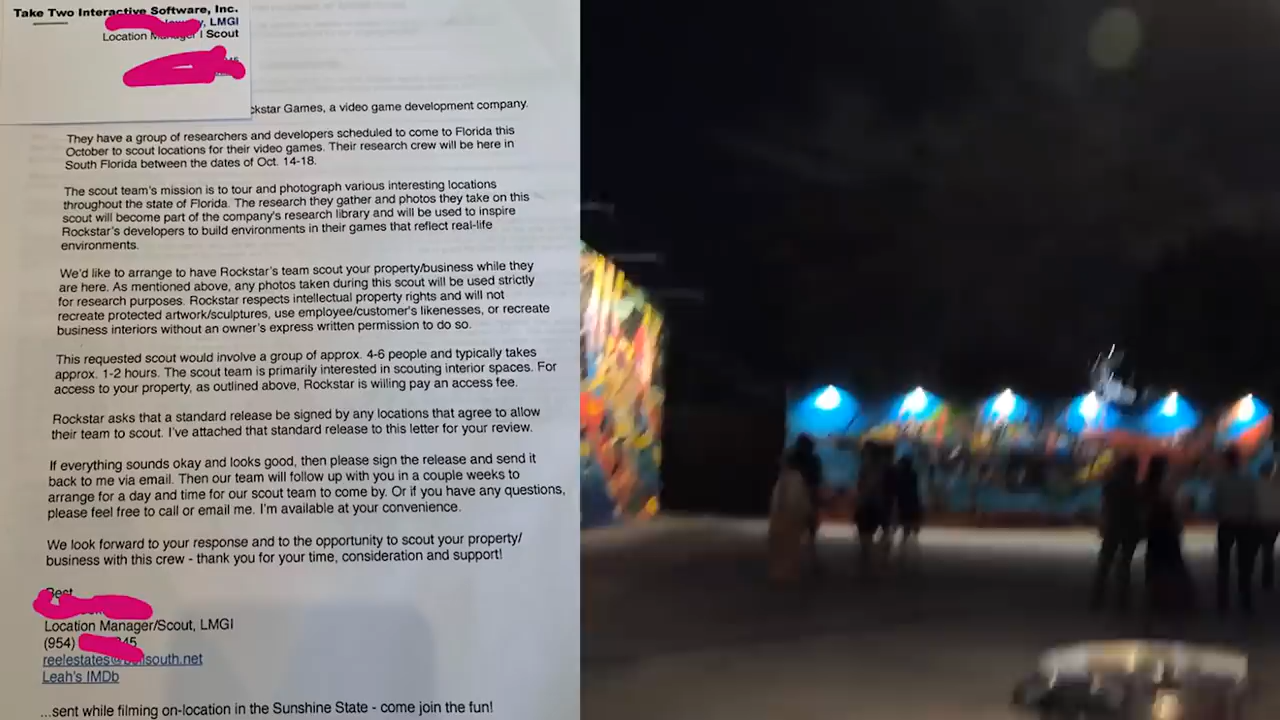 Take Two Interactive Software, Inc.
, LMGI
Location Manager I Scout
ckstar Games, a video game development company.
They have a group of researchers and developers scheduled to come to Florida this
October to scout locations for their video games. Their research crew will be here in
South Florida between the dates of Oct. 14-18.
The scout team's mission is to tour and photograph various interesting locations
throughout the state of Florida. The research they gather and photos they take on this
scout will become part of the company's research library and will be used to inspire
Rockstar's developers to build environments in their games that reflect real-life
environments.
We'd like to arrange to have Rockstar's team scout your property/business while they
are here. As mentioned above, any photos taken during this scout will be used strictly
for research purposes. Rockstar respects intellectual property rights and will not
recreate protected artwork/sculptures, use employee/customer's likenesses, or recreate
business interiors without an owner's express written permission to do so.
This requested scout would involve a group of approx. 4-6 people and typically takes
approx. 1-2 hours. The scout team is primarily interested in scouting interior spaces. For
access to your property, as outlined above, Rockstar is willing pay an access fee.
Rockstar asks that a standard release be signed by any locations that agree to allow
their team to scout. I've attached that standard release to this letter for your review.
If everything sounds okay and looks good, then please sign the release and send it
back to me via email. Then our team will follow up with you in a couple weeks to
arrange for a day and time for our scout team to come by. Or if you have any questions,
please feel free to call or email me. I'm available at your convenience.
We look forward to your response and to the opportunity to scout your property/
business with this crew - thank you for your time, consideration and support!
Best
Location Manager/Scout, LMGI
(954) 45
reelestates@ llsouth.net
Leah's IMDb
...sent while filming on-location in the Sunshine State - come join the fun!